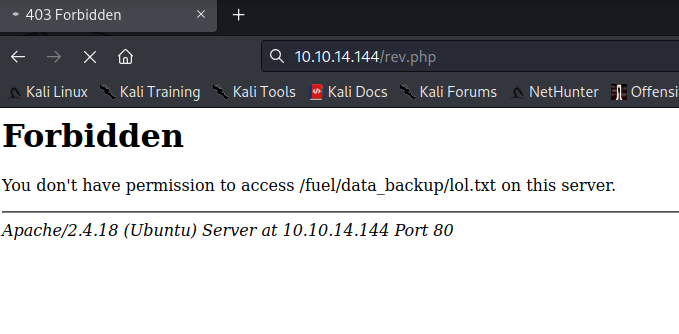 403 Forbidden
10.10.14.144/rev.php
Kali Linux Kali Training Kali Tools Kali Docs Kali Forums NetHunter Offensi
Forbidden
You don't have permission to access /fuel/data_backup/lol.txt on this server.
Apache/2.4.18 (Ubuntu) Server at 10.10.14.144 Port 80